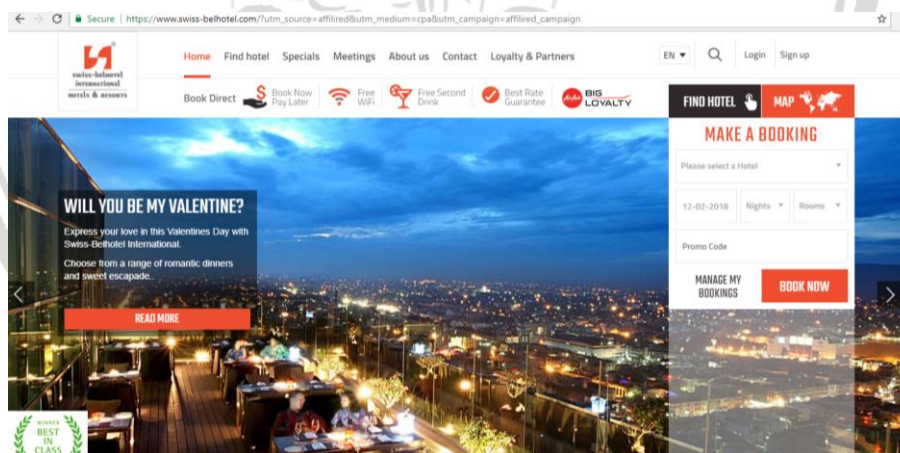 Secure | https://www.swiss-belhotel.com/?utm_source=affilired&utm_medium=cpa&utm_campaign=affilired_campaign
swiss-belhotel
international
hotels & resorts
Home Find hotel Specials Meetings About us Contact Loyalty & Partners
EN
Login Sign up
Book Direct
Book Now
Pay Later
Free
WiFi
Free Second
Drink
Best Rate
Guarantee
BIG
LOYALTY
FIND HOTEL
MAP
MAKE A BOOKING
Please select a Hotel
12-02-2018 Nights Rooms
Promo Code
MANAGE MY
BOOKINGS
BOOK NOW
WILL YOU BE MY VALENTINE?
Express your love in this Valentines Day with
Swiss-Belhotel International.
Choose from a range of romantic dinners
and sweet escapade..
READ MORE
WINNER
BEST
IN
CLASS